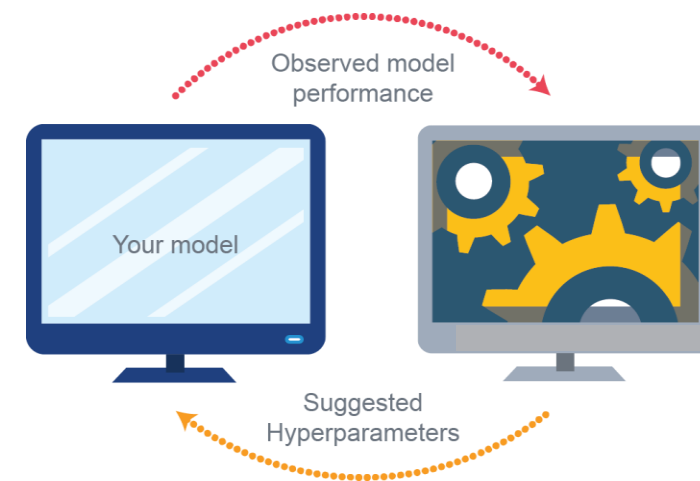 Observed model
performance
Your model
Suggested
Hyperparameters